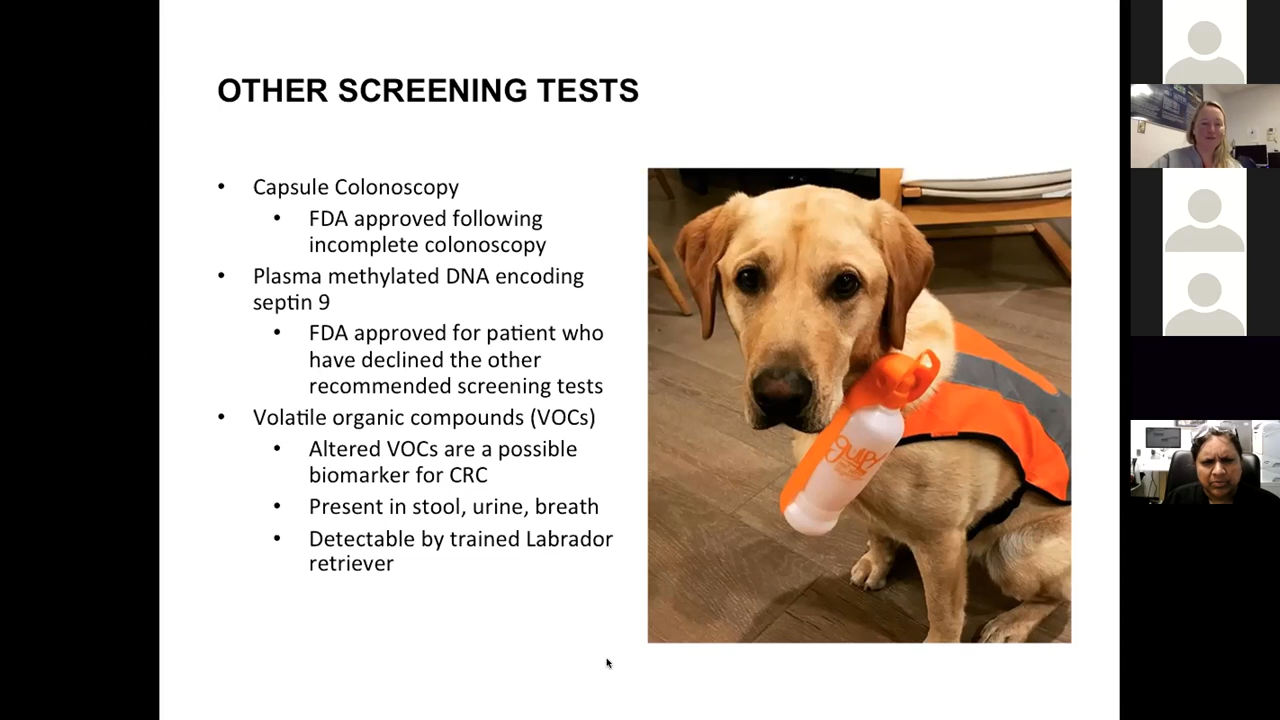 OTHER SCREENING TESTS
• Capsule Colonoscopy
• FDA approved following
incomplete colonoscopy
• Plasma methylated DNA encoding
septin 9
• FDA approved for patient who
have declined the other
recommended screening tests
• Volatile organic compounds (VOCs)
• Altered VOCs are a possible
biomarker for CRC
• Present in stool, urine, breath
• Detectable by trained Labrador
retriever